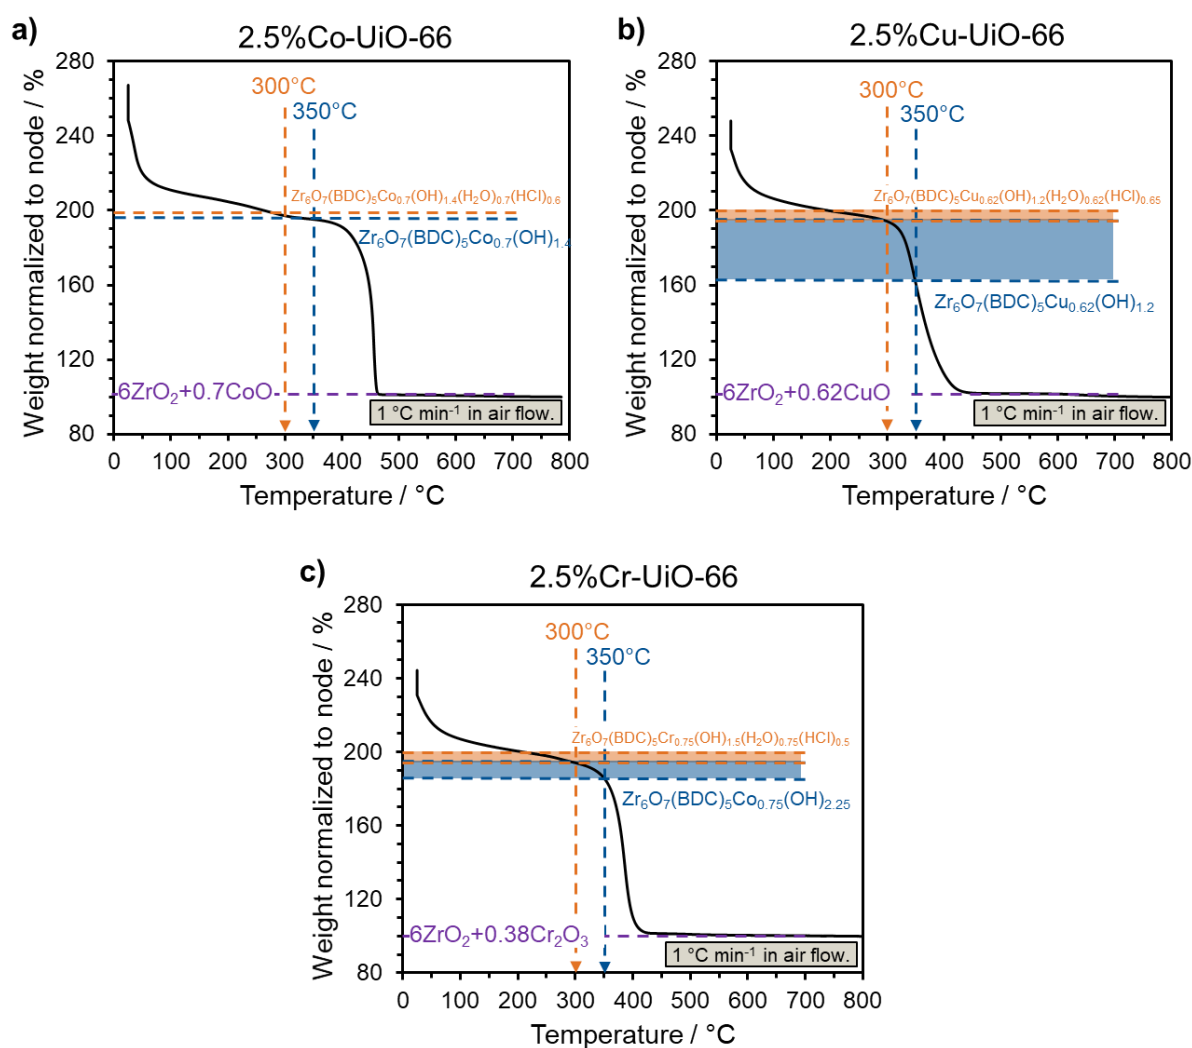 a)
2.5%Co-UiO-66
Weight normalized to node / %
280
240
200
160
120
80
300°C
350°C
Zr₆O₇(BDC)₅Co₀.₇(OH)₁.₄(H₂O)₀.₇(HCl)₀.₆
Zr₆O₇(BDC)₅Co₀.₇(OH)₁.₄
6ZrO₂+0.7CoO
1 °C min⁻¹ in air flow.
0 100 200 300 400 500 600 700 800
Temperature / °C
b)
2.5%Cu-UiO-66
Weight normalized to node / %
280
240
200
160
120
80
300°C
350°C
Zr₆O₇(BDC)₅Cu₀.₆₂(OH)₁.₂(H₂O)₀.₆₂(HCl)₀.₆₅
Zr₆O₇(BDC)₅Cu₀.₆₂(OH)₁.₂
6ZrO₂+0.62CuO
1 °C min⁻¹ in air flow.
0 100 200 300 400 500 600 700 800
Temperature / °C
c)
2.5%Cr-UiO-66
Weight normalized to node / %
280
240
200
160
120
80
300°C
350°C
Zr₆O₇(BDC)₅Cr₀.₇₅(OH)₁.₅(H₂O)₀.₇₅(HCl)₀.₅
Zr₆O₇(BDC)₅Co₀.₇₅(OH)₂.₂₅
6ZrO₂+0.38Cr₂O₃
1 °C min⁻¹ in air flow.
0 100 200 300 400 500 600 700 800
Temperature / °C